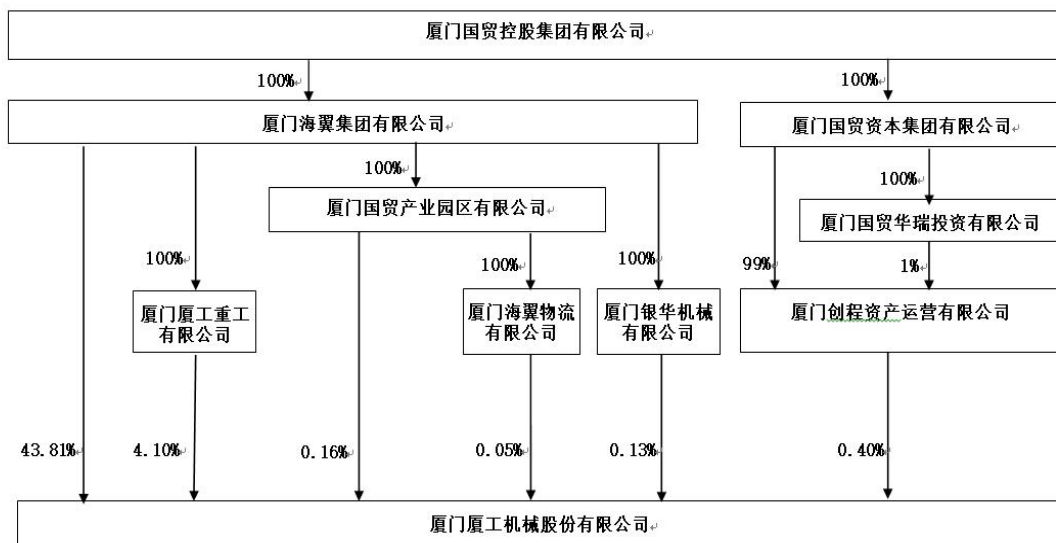 厦门国贸控股集团有限公司
100%
100%
厦门海翼集团有限公司
厦门国贸资本集团有限公司
100%
100%
厦门国贸产业园区有限公司
厦门国贸华瑞投资有限公司
100%
100%
100%
99%
1%
厦门厦工重工
有限公司
厦门海翼物流
有限公司
厦门银华机械
有限公司
厦门创程资产运营有限公司
43.81%
4.10%
0.16%
0.05%
0.13%
0.40%
厦门厦工机械股份有限公司